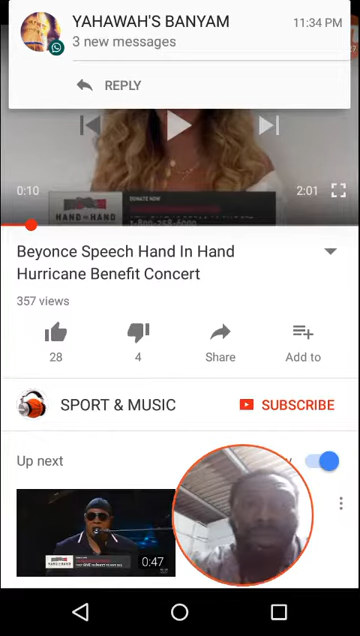 YAHAWAH'S BANYAM
11:34 PM
3 new messages
REPLY
0:10
2:01
HAND IN HAND
DONATE NOW
Beyonce Speech Hand In Hand
Hurricane Benefit Concert
357 views
28
4
Share
Add to
SPORT & MUSIC
SUBSCRIBE
Up next
0:47